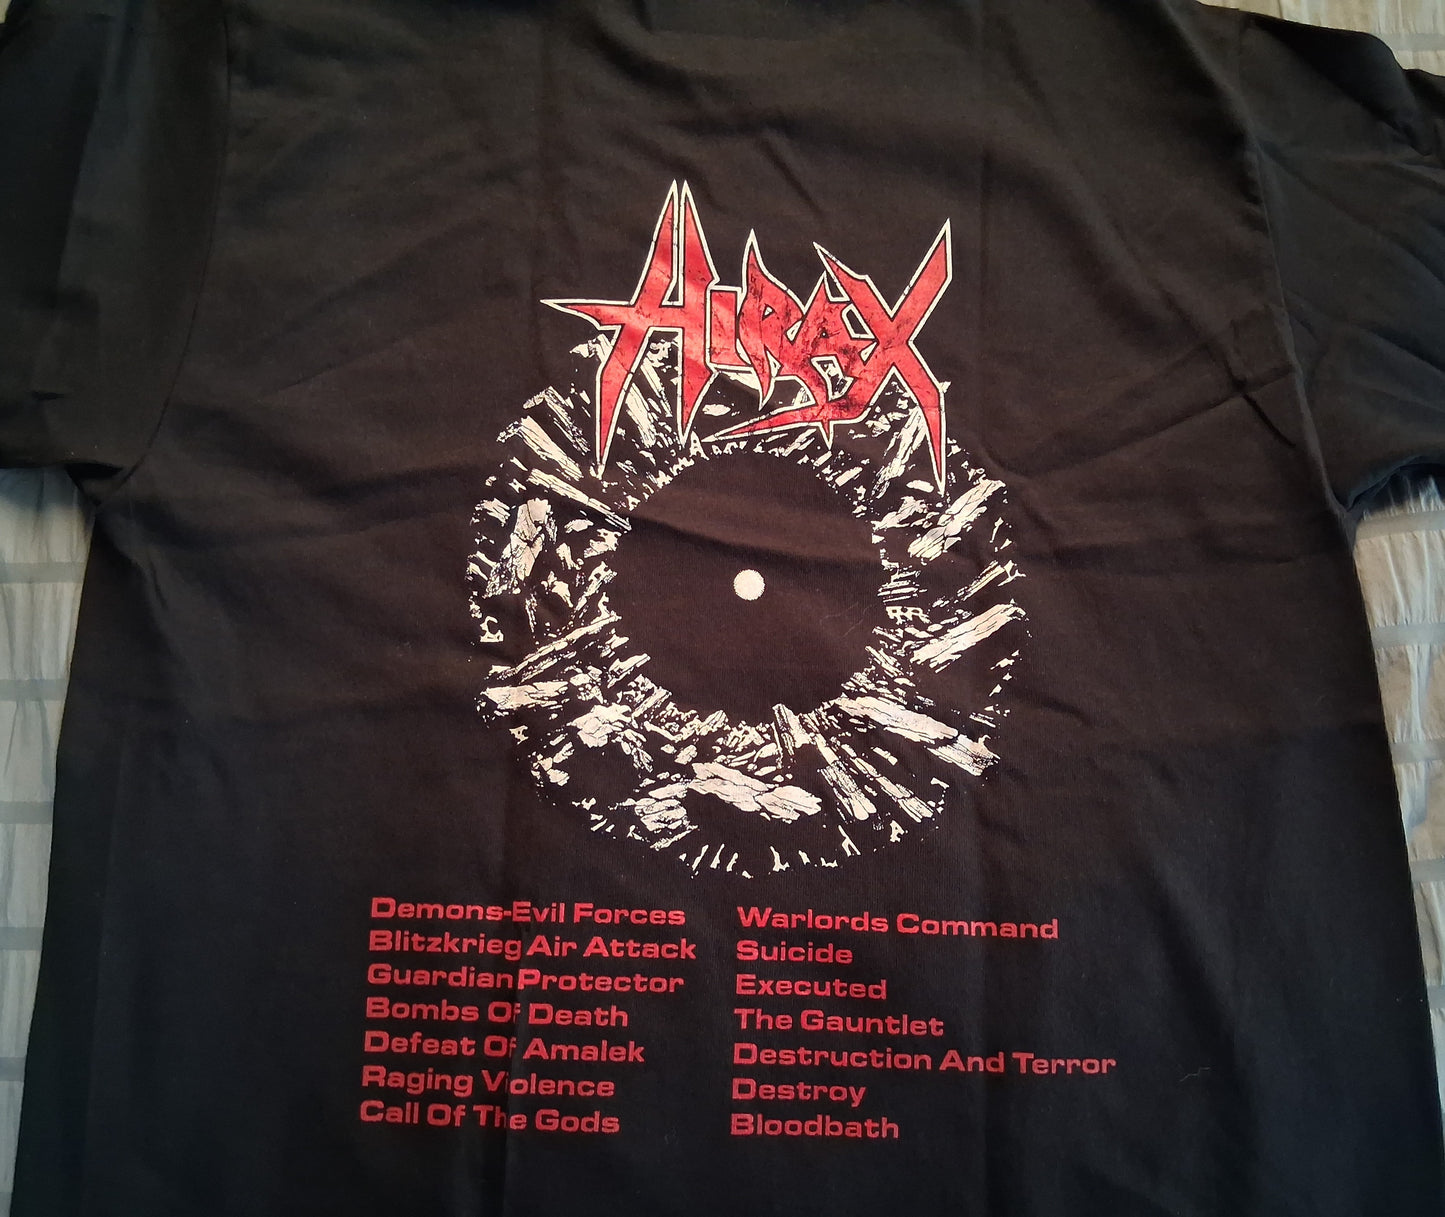 HIRAX
Demons-Evil Forces
Blitzkrieg Air Attack
Guardian Protector
Bombs Of Death
Defeat Of Amalek
Raging Violence
Call Of The Gods
Warlords Command
Suicide
Executed
The Gauntlet
Destruction And Terror
Destroy
Bloodbath